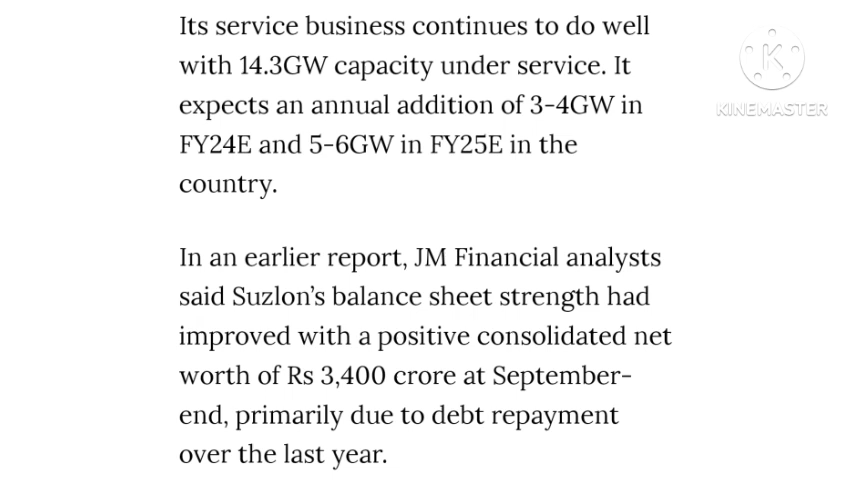 Its service business continues to do well
with 14.3GW capacity under service. It
expects an annual addition of 3-4GW in
FY24E and 5-6GW in FY25E in the
country.
In an earlier report, JM Financial analysts
said Suzlon’s balance sheet strength had
improved with a positive consolidated net
worth of Rs 3,400 crore at September-
end, primarily due to debt repayment
over the last year.
K
KINEMASTER